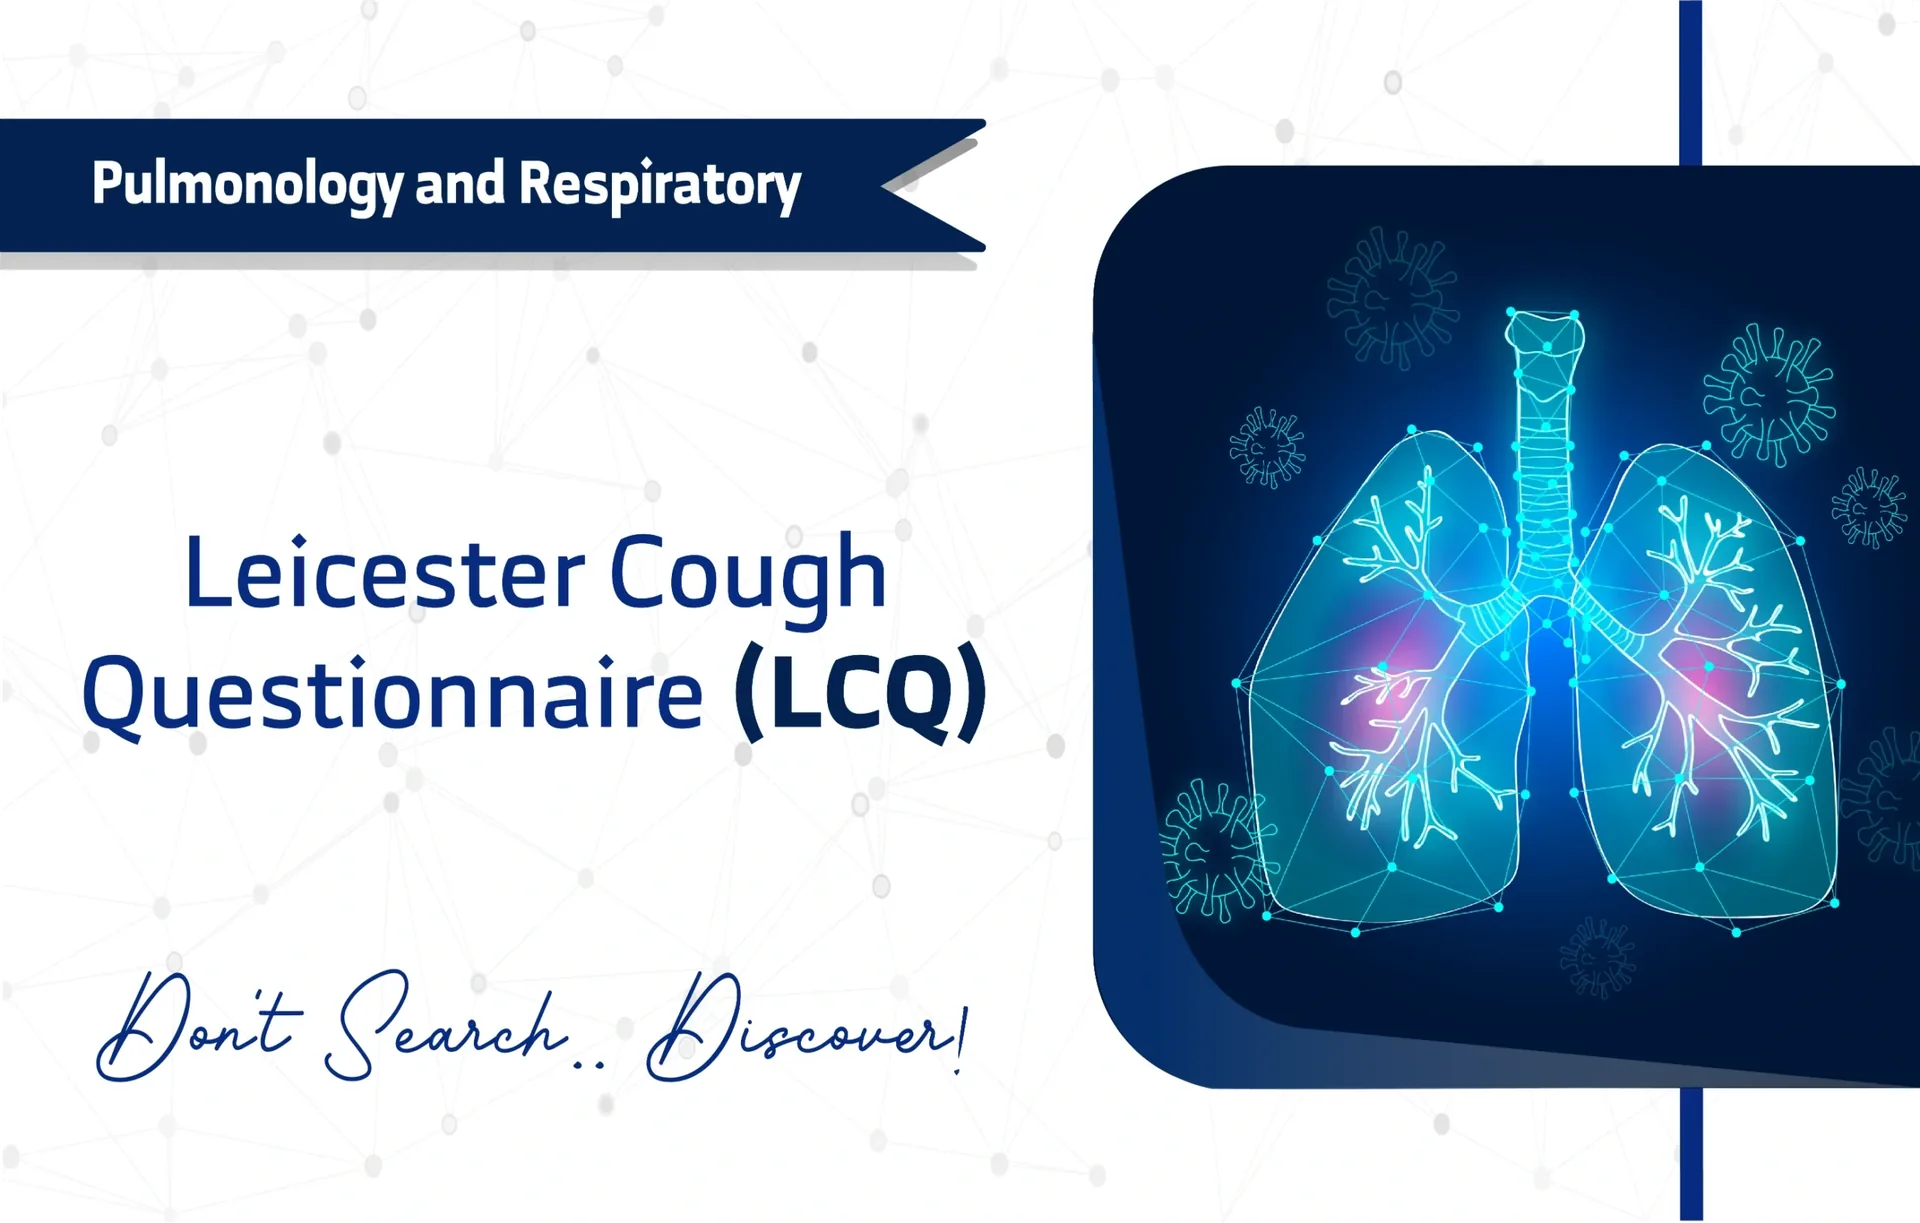 Pulmonology and Respiratory
Leicester Cough
Questionnaire (LCQ)
Don't Search.. Discover!